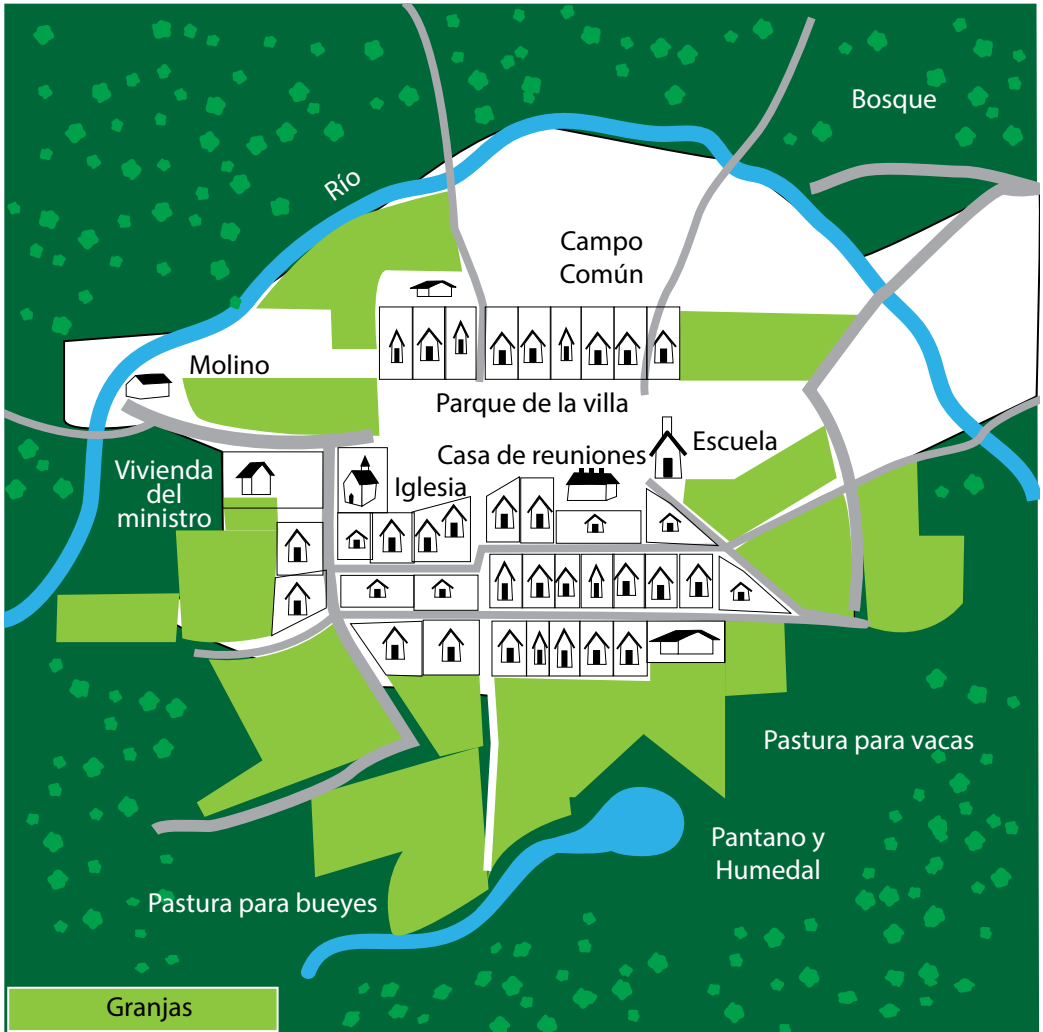 Bosque
Río
Campo
Común
Molino
Parque de la villa
Escuela
Casa de reuniones
Vivienda
del
ministro
Iglesia
Pastura para vacas
Pantano y
Humedal
Pastura para bueyes
Granjas